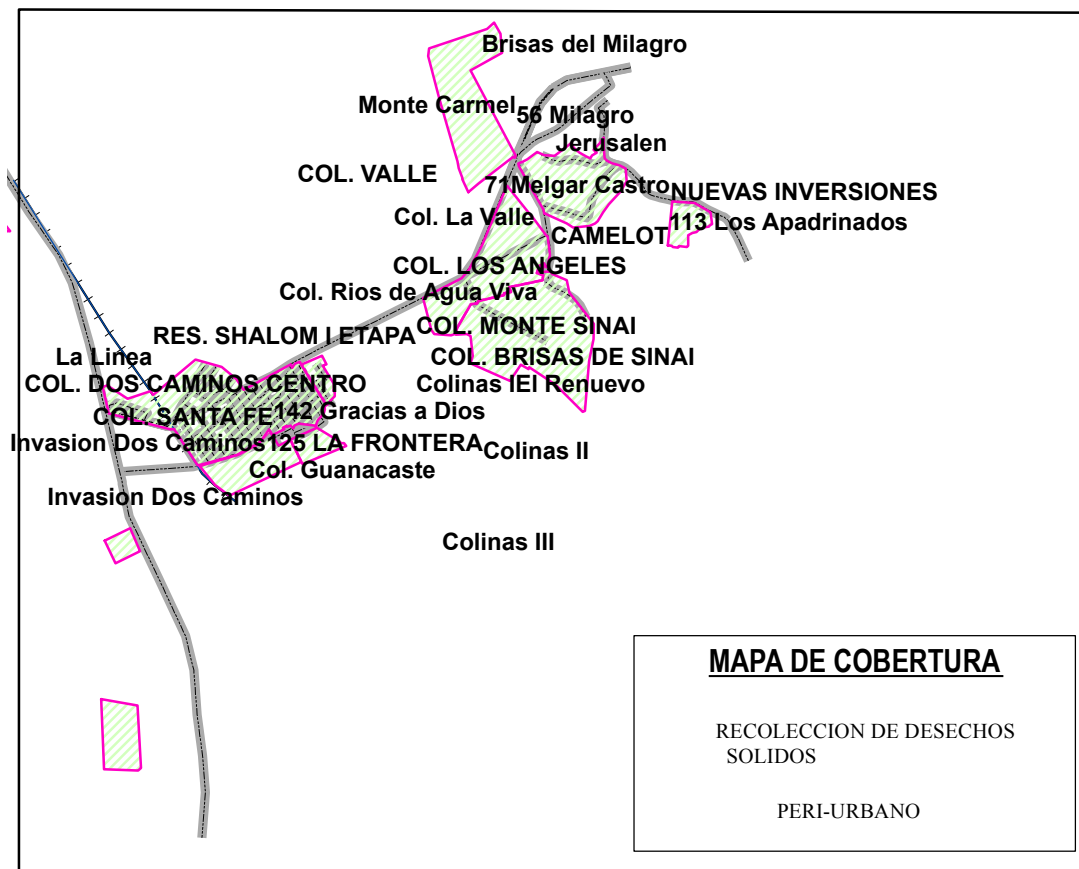 Brisas del Milagro
Monte Carmel
56 Milagro
Jerusalen
COL. VALLE
71Melgar Castro
NUEVAS INVERSIONES
Col. La Valle
113 Los Apadrinados
CAMELOT
COL. LOS ANGELES
Col. Rios de Agua Viva
RES. SHALOM I ETAPA
COL. MONTE SINAI
La Linea
COL. BRISAS DE SINAI
COL. DOS CAMINOS CENTRO
Colinas IEl Renuevo
COL. SANTA FE
142 Gracias a Dios
Invasion Dos Caminos
125 LA FRONTERA
Colinas II
Col. Guanacaste
Invasion Dos Caminos
Colinas III
MAPA DE COBERTURA
RECOLECCION DE DESECHOS
SOLIDOS
PERI-URBANO